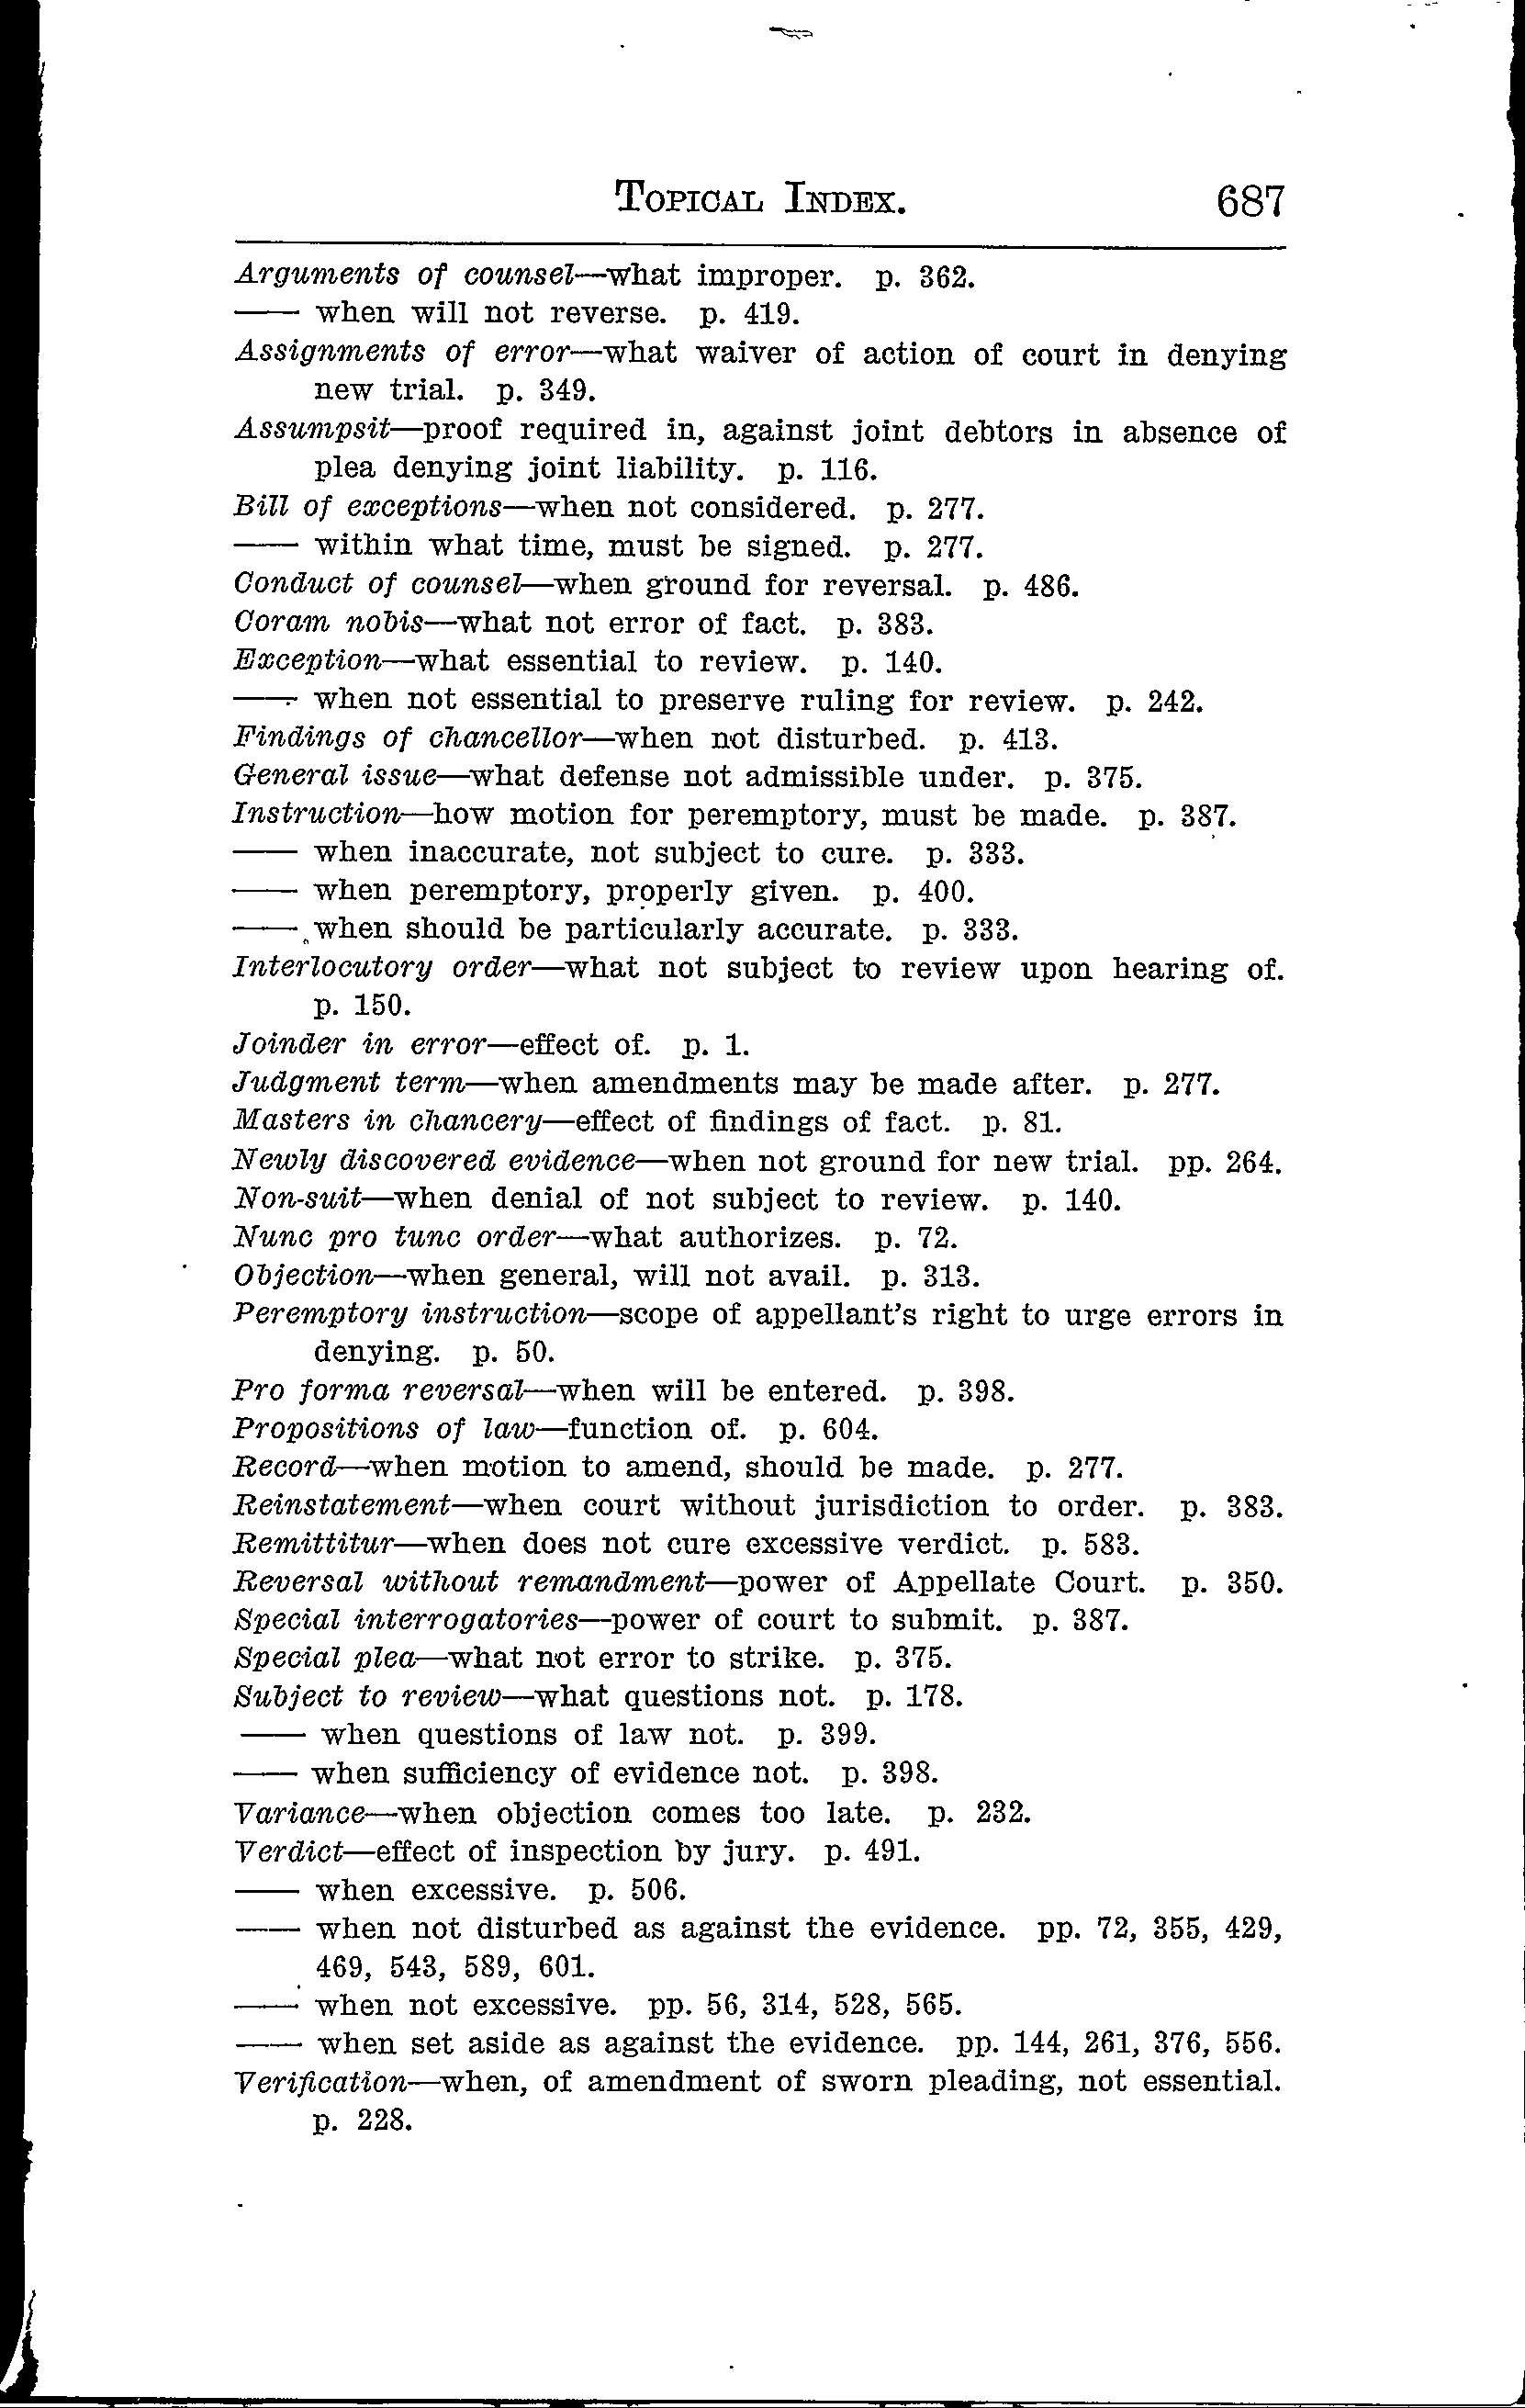 TOPICAL INDEX. 687
Arguments of counsel—what improper. p. 362.
—— when will not reverse. p. 419.
Assignments of error—what waiver of action of court in denying
new trial. p. 349.
Assumpsit—proof required in, against joint debtors in absence of
plea denying joint liability. p. 116.
Bill of exceptions—when not considered. p. 277.
—— within what time, must be signed. p. 277.
Conduct of counsel—when ground for reversal. p. 486.
Coram nobis—what not error of fact. p. 383.
Exception—what essential to review. p. 140.
—— when not essential to preserve ruling for review. p. 242.
Findings of chancellor—when not disturbed. p. 413.
General issue—what defense not admissible under. p. 375.
Instruction—how motion for peremptory, must be made. p. 387.
—— when inaccurate, not subject to cure. p. 333.
—— when peremptory, properly given. p. 400.
—— when should be particularly accurate. p. 333.
Interlocutory order—what not subject to review upon hearing of.
p. 150.
Joinder in error—effect of. p. 1.
Judgment term—when amendments may be made after. p. 277.
Masters in chancery—effect of findings of fact. p. 81.
Newly discovered evidence—when not ground for new trial. pp. 264.
Non-suit—when denial of not subject to review. p. 140.
Nunc pro tunc order—what authorizes. p. 72.
Objection—when general, will not avail. p. 313.
Peremptory instruction—scope of appellant's right to urge errors in
denying. p. 50.
Pro forma reversal—when will be entered. p. 398.
Propositions of law—function of. p. 604.
Record—when motion to amend, should be made. p. 277.
Reinstatement—when court without jurisdiction to order. p. 383.
Remittitur—when does not cure excessive verdict. p. 583.
Reversal without remandment—power of Appellate Court. p. 350.
Special interrogatories—power of court to submit. p. 387.
Special plea—what not error to strike. p. 375.
Subject to review—what questions not. p. 178.
—— when questions of law not. p. 399.
—— when sufficiency of evidence not. p. 398.
Variance—when objection comes too late. p. 232.
Verdict—effect of inspection by jury. p. 491.
—— when excessive. p. 506.
—— when not disturbed as against the evidence. pp. 72, 355, 429,
469, 543, 589, 601.
—— when not excessive. pp. 56, 314, 528, 565.
—— when set aside as against the evidence. pp. 144, 261, 376, 556.
Verification—when, of amendment of sworn pleading, not essential.
p. 228.